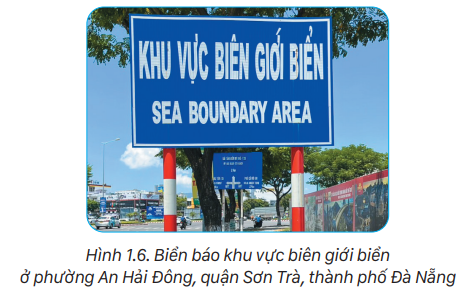 KHU VỰC BIÊN GIỚI BIỂN
SEA BOUNDARY AREA
Hình 1.6. Biển báo khu vực biên giới biển
ở phường An Hải Đông, quận Sơn Trà, thành phố Đà Nẵng